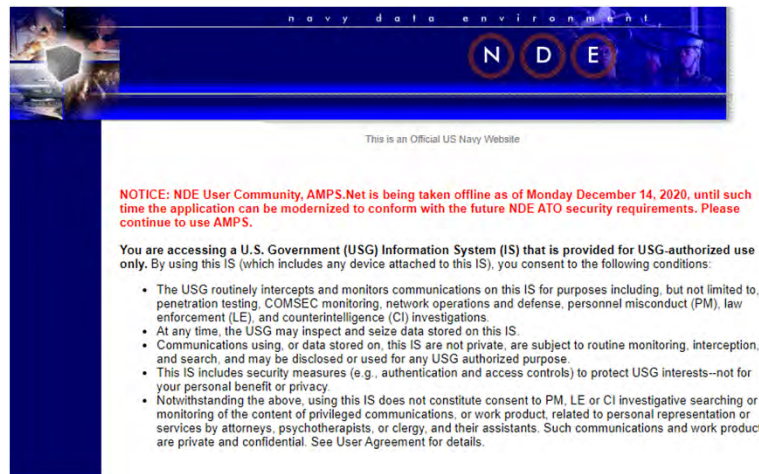 navy data environment
N D E
This is an Official US Navy Website
NOTICE: NDE User Community, AMPS.Net is being taken offline as of Monday December 14, 2020, until such
time the application can be modernized to conform with the future NDE ATO security requirements. Please
continue to use AMPS.
You are accessing a U.S. Government (USG) Information System (IS) that is provided for USG-authorized use
only. By using this IS (which includes any device attached to this IS), you consent to the following conditions:
• The USG routinely intercepts and monitors communications on this IS for purposes including, but not limited to,
penetration testing, COMSEC monitoring, network operations and defense, personnel misconduct (PM), law
enforcement (LE), and counterintelligence (CI) investigations.
• At any time, the USG may inspect and seize data stored on this IS.
• Communications using, or data stored on, this IS are not private, are subject to routine monitoring, interception,
and search, and may be disclosed or used for any USG authorized purpose.
• This IS includes security measures (e.g., authentication and access controls) to protect USG interests--not for
your personal benefit or privacy.
• Notwithstanding the above, using this IS does not constitute consent to PM, LE or CI investigative searching or
monitoring of the content of privileged communications, or work product, related to personal representation or
services by attorneys, psychotherapists, or clergy, and their assistants. Such communications and work product
are private and confidential. See User Agreement for details.